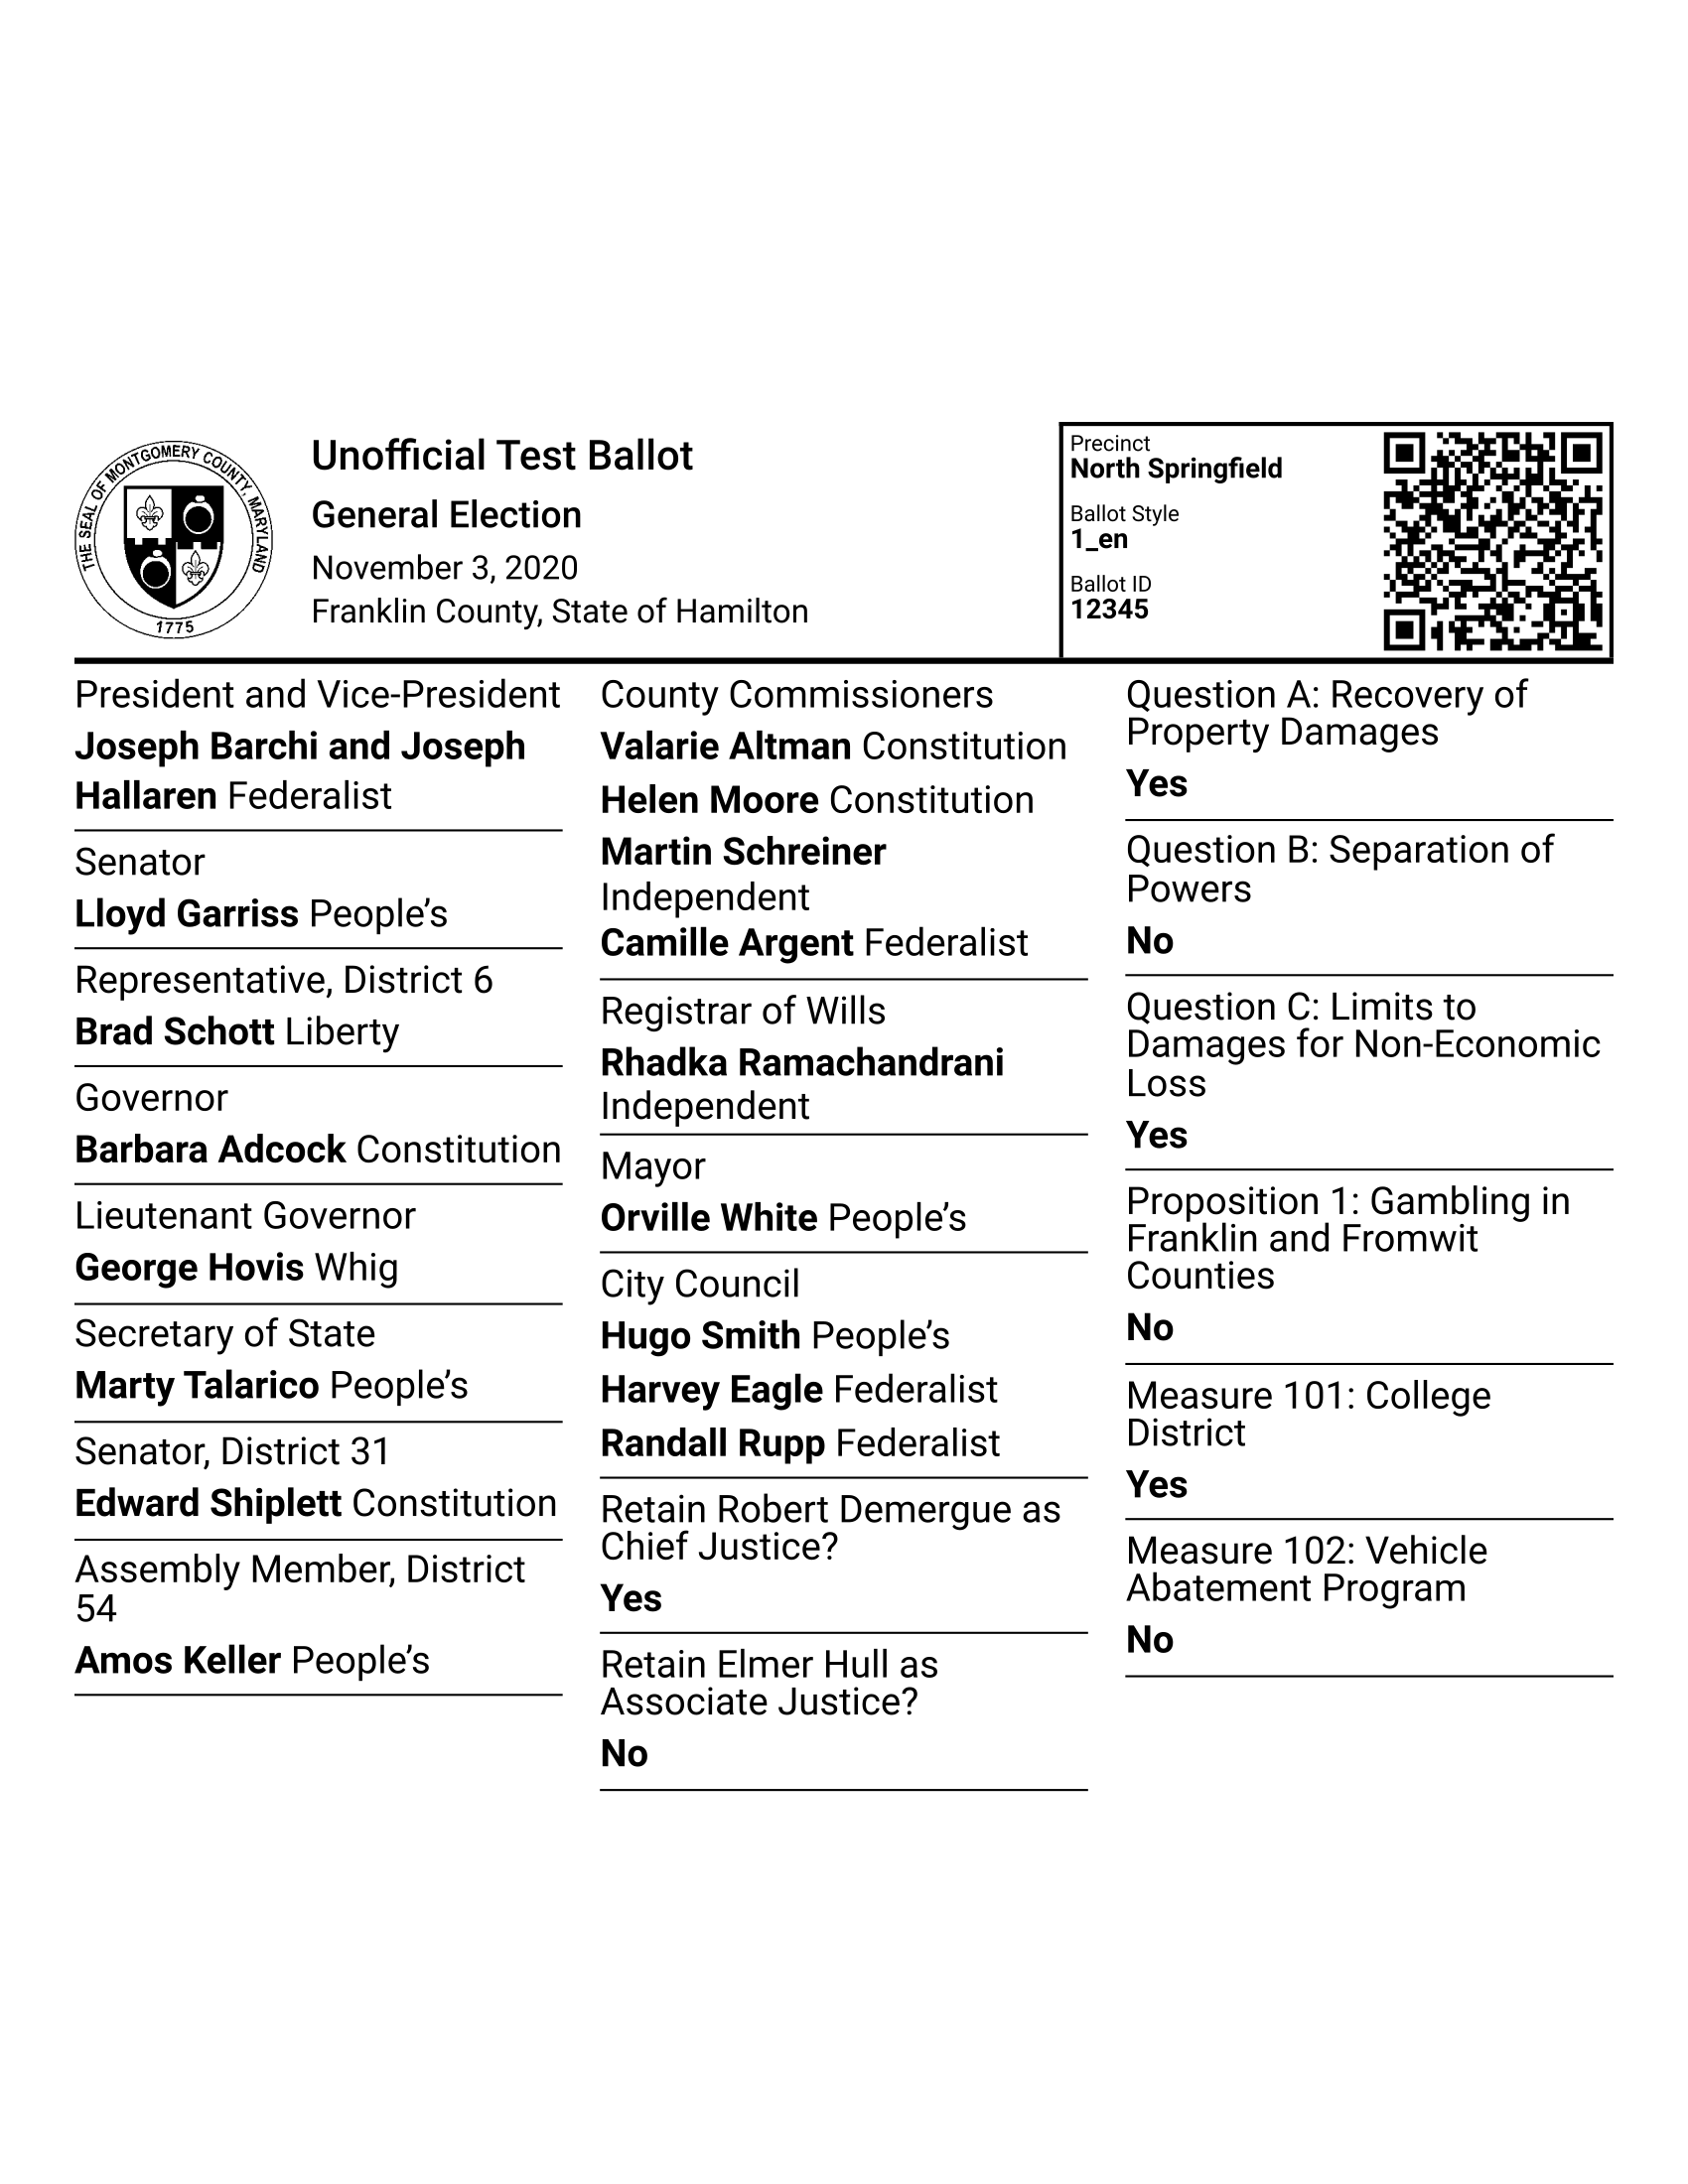 THE SEAL OF MONTGOMERY COUNTY, MARYLAND
1775
Unofficial Test Ballot
General Election
November 3, 2020
Franklin County, State of Hamilton
Precinct
North Springfield
Ballot Style
1_en
Ballot ID
12345
President and Vice-President
Joseph Barchi and Joseph
Hallaren Federalist
Senator
Lloyd Garriss People’s
Representative, District 6
Brad Schott Liberty
Governor
Barbara Adcock Constitution
Lieutenant Governor
George Hovis Whig
Secretary of State
Marty Talarico People’s
Senator, District 31
Edward Shiplett Constitution
Assembly Member, District
54
Amos Keller People’s
County Commissioners
Valarie Altman Constitution
Helen Moore Constitution
Martin Schreiner
Independent
Camille Argent Federalist
Registrar of Wills
Rhadka Ramachandrani
Independent
Mayor
Orville White People’s
City Council
Hugo Smith People’s
Harvey Eagle Federalist
Randall Rupp Federalist
Retain Robert Demergue as
Chief Justice?
Yes
Retain Elmer Hull as
Associate Justice?
No
Question A: Recovery of
Property Damages
Yes
Question B: Separation of
Powers
No
Question C: Limits to
Damages for Non-Economic
Loss
Yes
Proposition 1: Gambling in
Franklin and Fromwit
Counties
No
Measure 101: College
District
Yes
Measure 102: Vehicle
Abatement Program
No